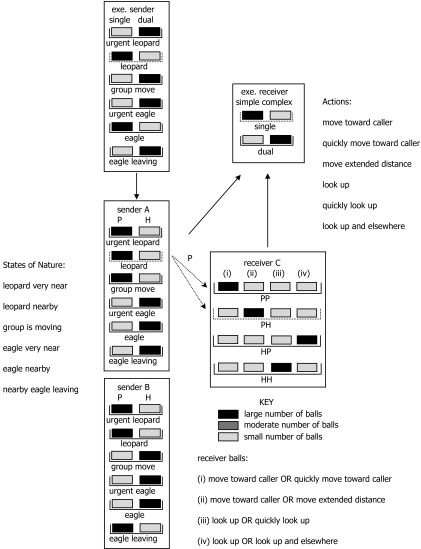 exe. sender
single dual
urgent leopard
leopard
group move
urgent eagle
eagle
eagle leaving
exe. receiver
simple complex
single
dual
Actions:
move toward caller
quickly move toward caller
move extended distance
look up
quickly look up
look up and elsewhere
States of Nature:
leopard very near
leopard nearby
group is moving
eagle very near
eagle nearby
nearby eagle leaving
sender A
P H
urgent leopard
leopard
group move
urgent eagle
eagle
eagle leaving
P
receiver C
(i) (ii) (iii) (iv)
PP
PH
HP
HH
sender B
P H
urgent leopard
leopard
group move
urgent eagle
eagle
eagle leaving
KEY
large number of balls
moderate number of balls
small number of balls
receiver balls:
(i) move toward caller OR quickly move toward caller
(ii) move toward caller OR move extended distance
(iii) look up OR quickly look up
(iv) look up OR look up and elsewhere